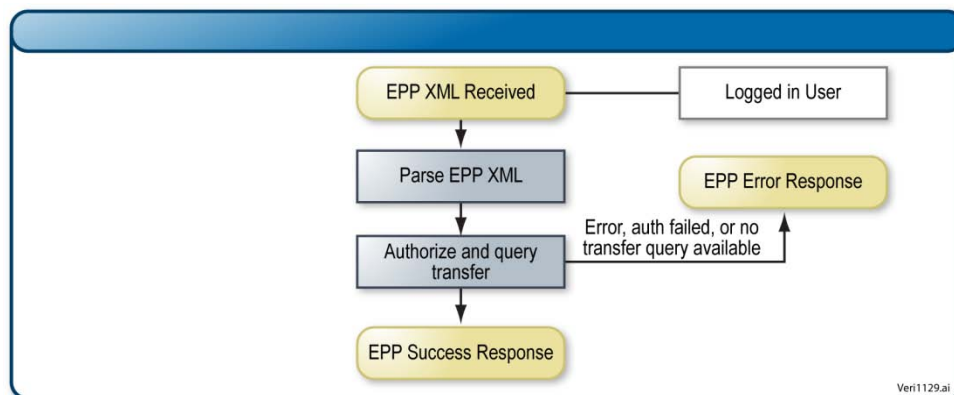 EPP XML Received
Logged in User
Parse EPP XML
EPP Error Response
Error, auth failed, or no
transfer query available
Authorize and query
transfer
EPP Success Response
Veri1129.ai